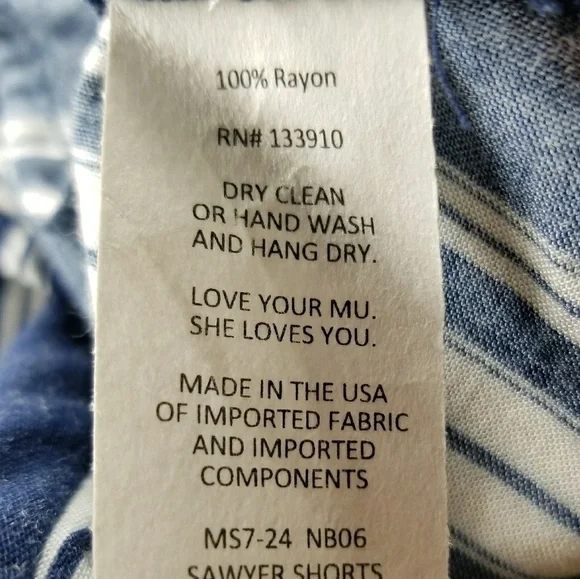 100% Rayon
RN# 133910
DRY CLEAN
OR HAND WASH
AND HANG DRY.
LOVE YOUR MU.
SHE LOVES YOU.
MADE IN THE USA
OF IMPORTED FABRIC
AND IMPORTED
COMPONENTS
MS7-24 NB06
SAWYER SHORTS